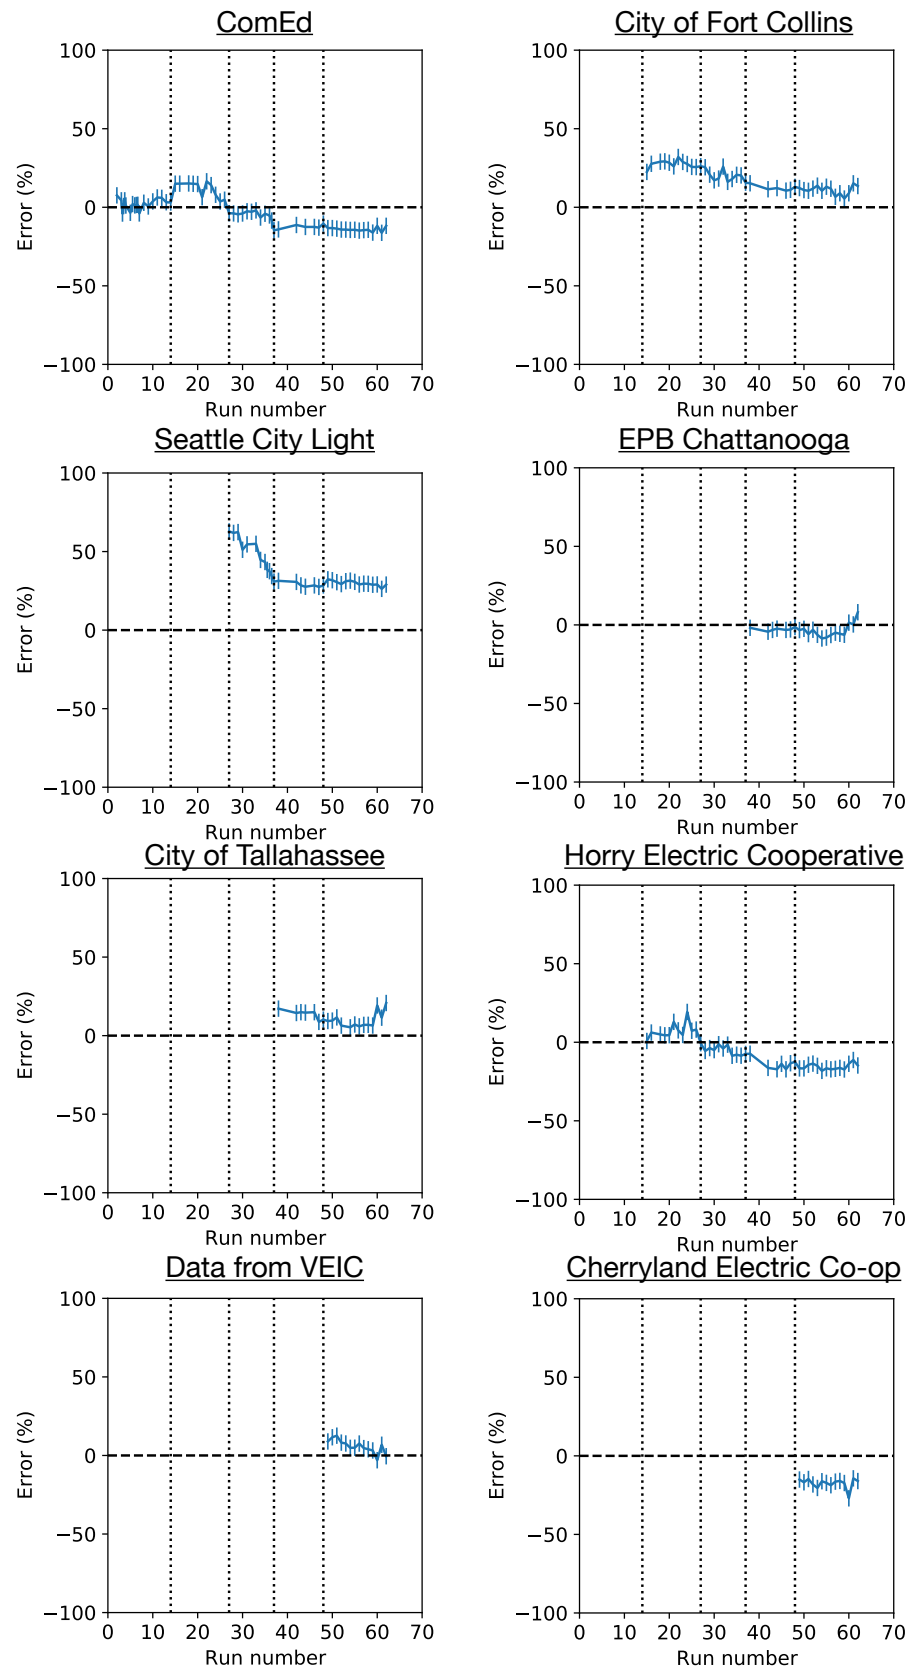 ComEd
100
50
0
−50
−100
Error (%)
0 10 20 30 40 50 60 70
Run number
City of Fort Collins
100
50
0
−50
−100
Error (%)
0 10 20 30 40 50 60 70
Run number
Seattle City Light
100
50
0
−50
−100
Error (%)
0 10 20 30 40 50 60 70
Run number
EPB Chattanooga
100
50
0
−50
−100
Error (%)
0 10 20 30 40 50 60 70
Run number
City of Tallahassee
100
50
0
−50
−100
Error (%)
0 10 20 30 40 50 60 70
Run number
Horry Electric Cooperative
100
50
0
−50
−100
Error (%)
0 10 20 30 40 50 60 70
Run number
Data from VEIC
100
50
0
−50
−100
Error (%)
0 10 20 30 40 50 60 70
Run number
Cherryland Electric Co-op
100
50
0
−50
−100
Error (%)
0 10 20 30 40 50 60 70
Run number